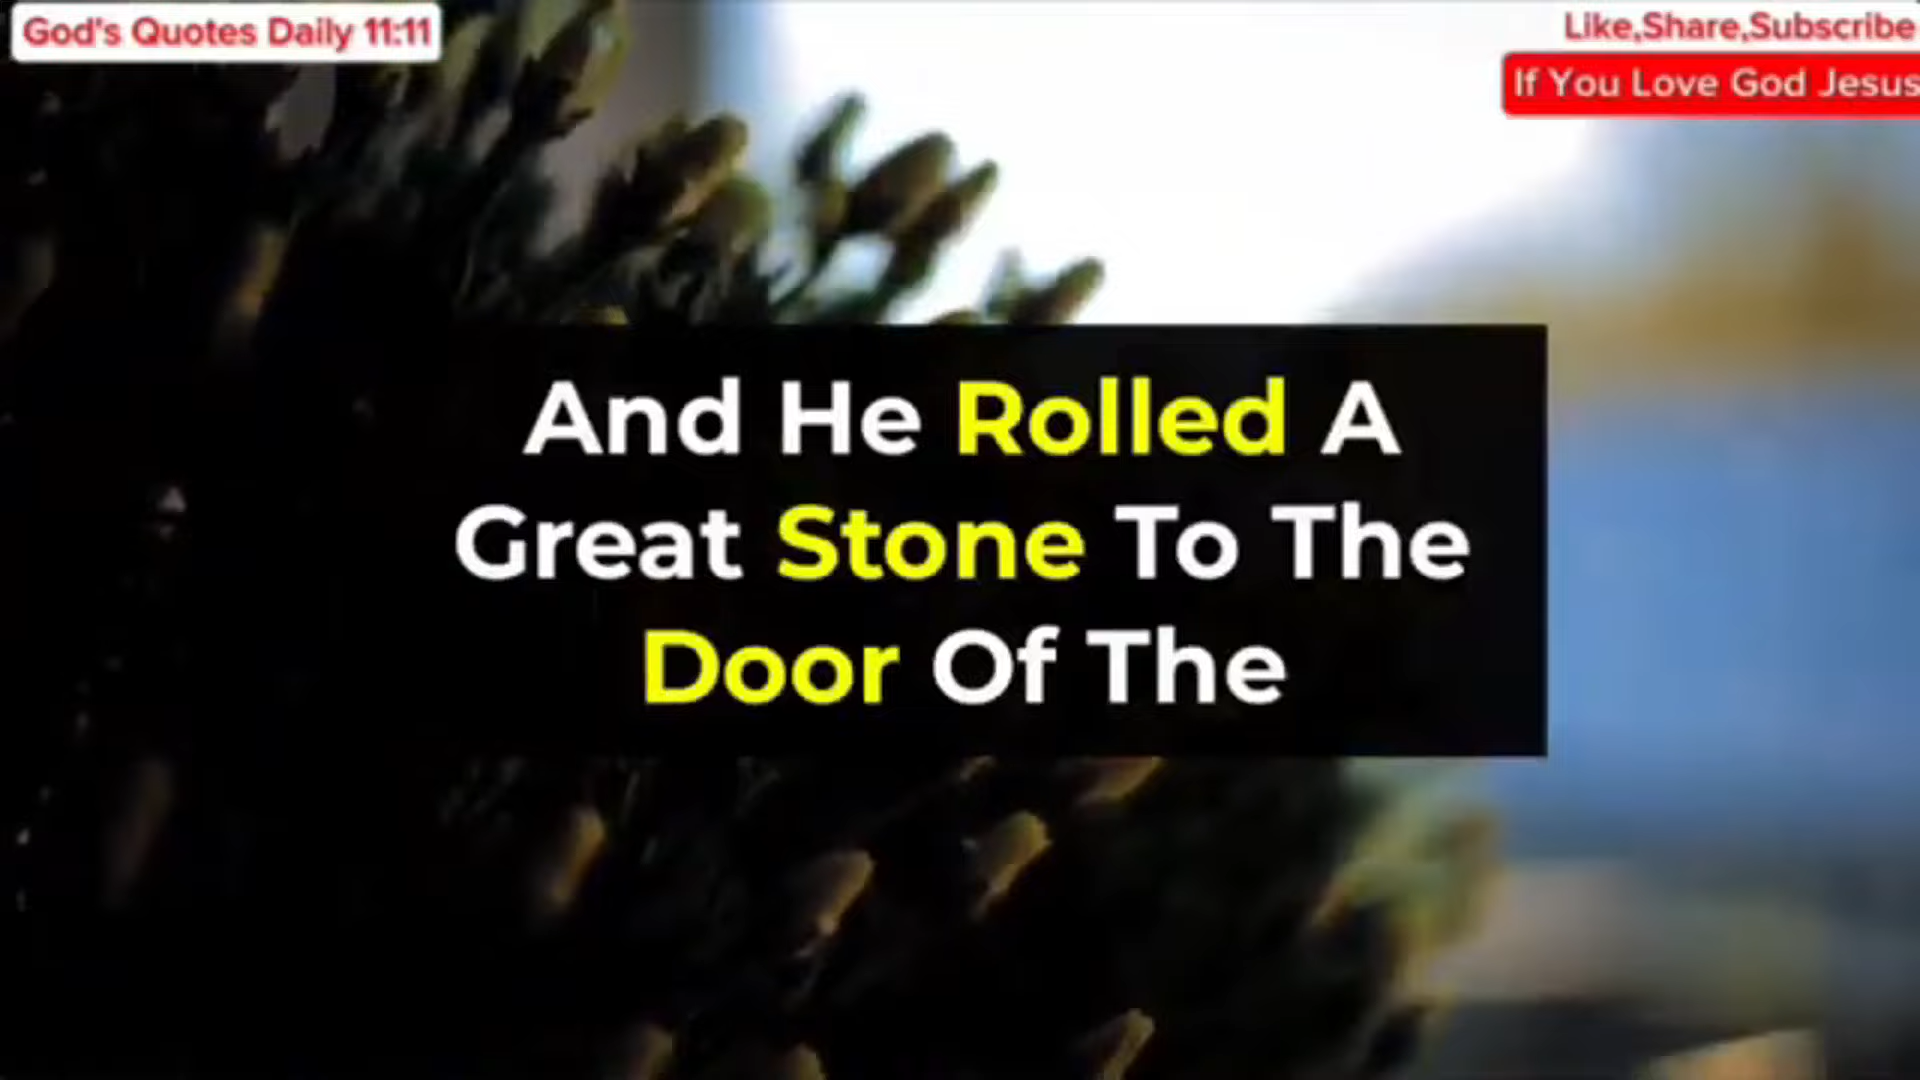 God's Quotes Daily 11:11
Like,Share,Subscribe
If You Love God Jesus
And He Rolled A
Great Stone To The
Door Of The